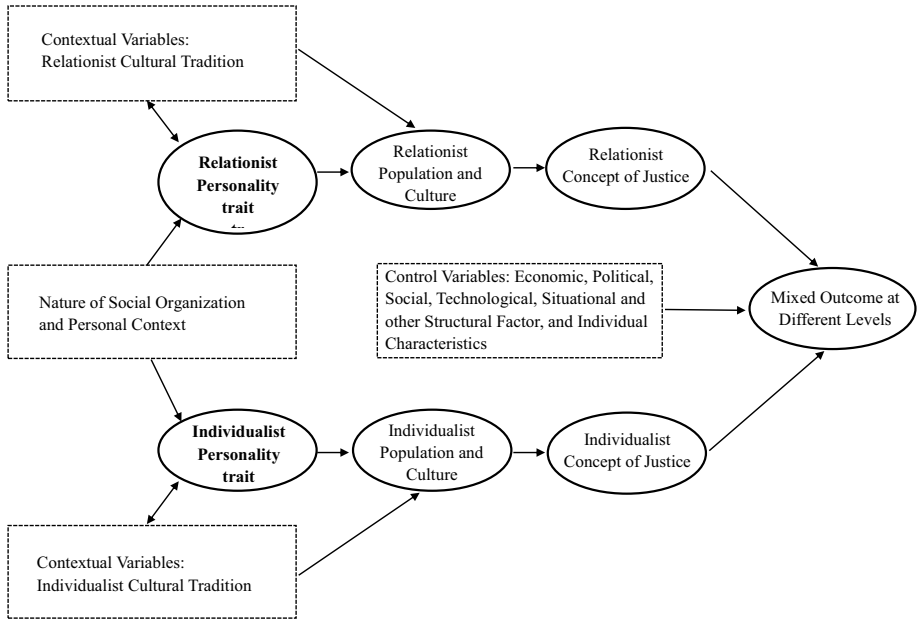 Contextual Variables:
Relationist Cultural Tradition
Relationist
Personality
trait
Relationist
Population and
Culture
Relationist
Concept of Justice
Nature of Social Organization
and Personal Context
Control Variables: Economic, Political,
Social, Technological, Situational and
other Structural Factor, and Individual
Characteristics
Mixed Outcome at
Different Levels
Individualist
Personality
trait
Individualist
Population and
Culture
Individualist
Concept of Justice
Contextual Variables:
Individualist Cultural Tradition